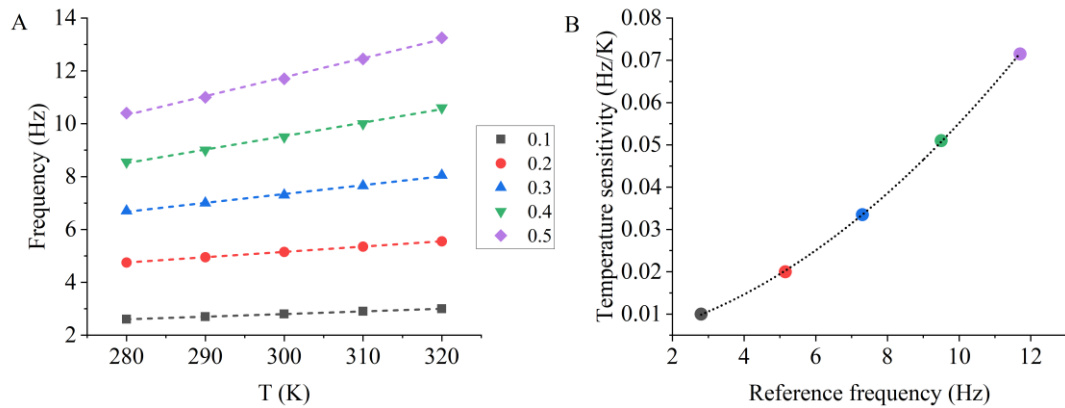 A
Frequency (Hz)
14
12
10
8
6
4
2
280 290 300 310 320
T (K)
0.1
0.2
0.3
0.4
0.5
B
Temperature sensitivity (Hz/K)
0.08
0.07
0.06
0.05
0.04
0.03
0.02
0.01
2 4 6 8 10 12
Reference frequency (Hz)